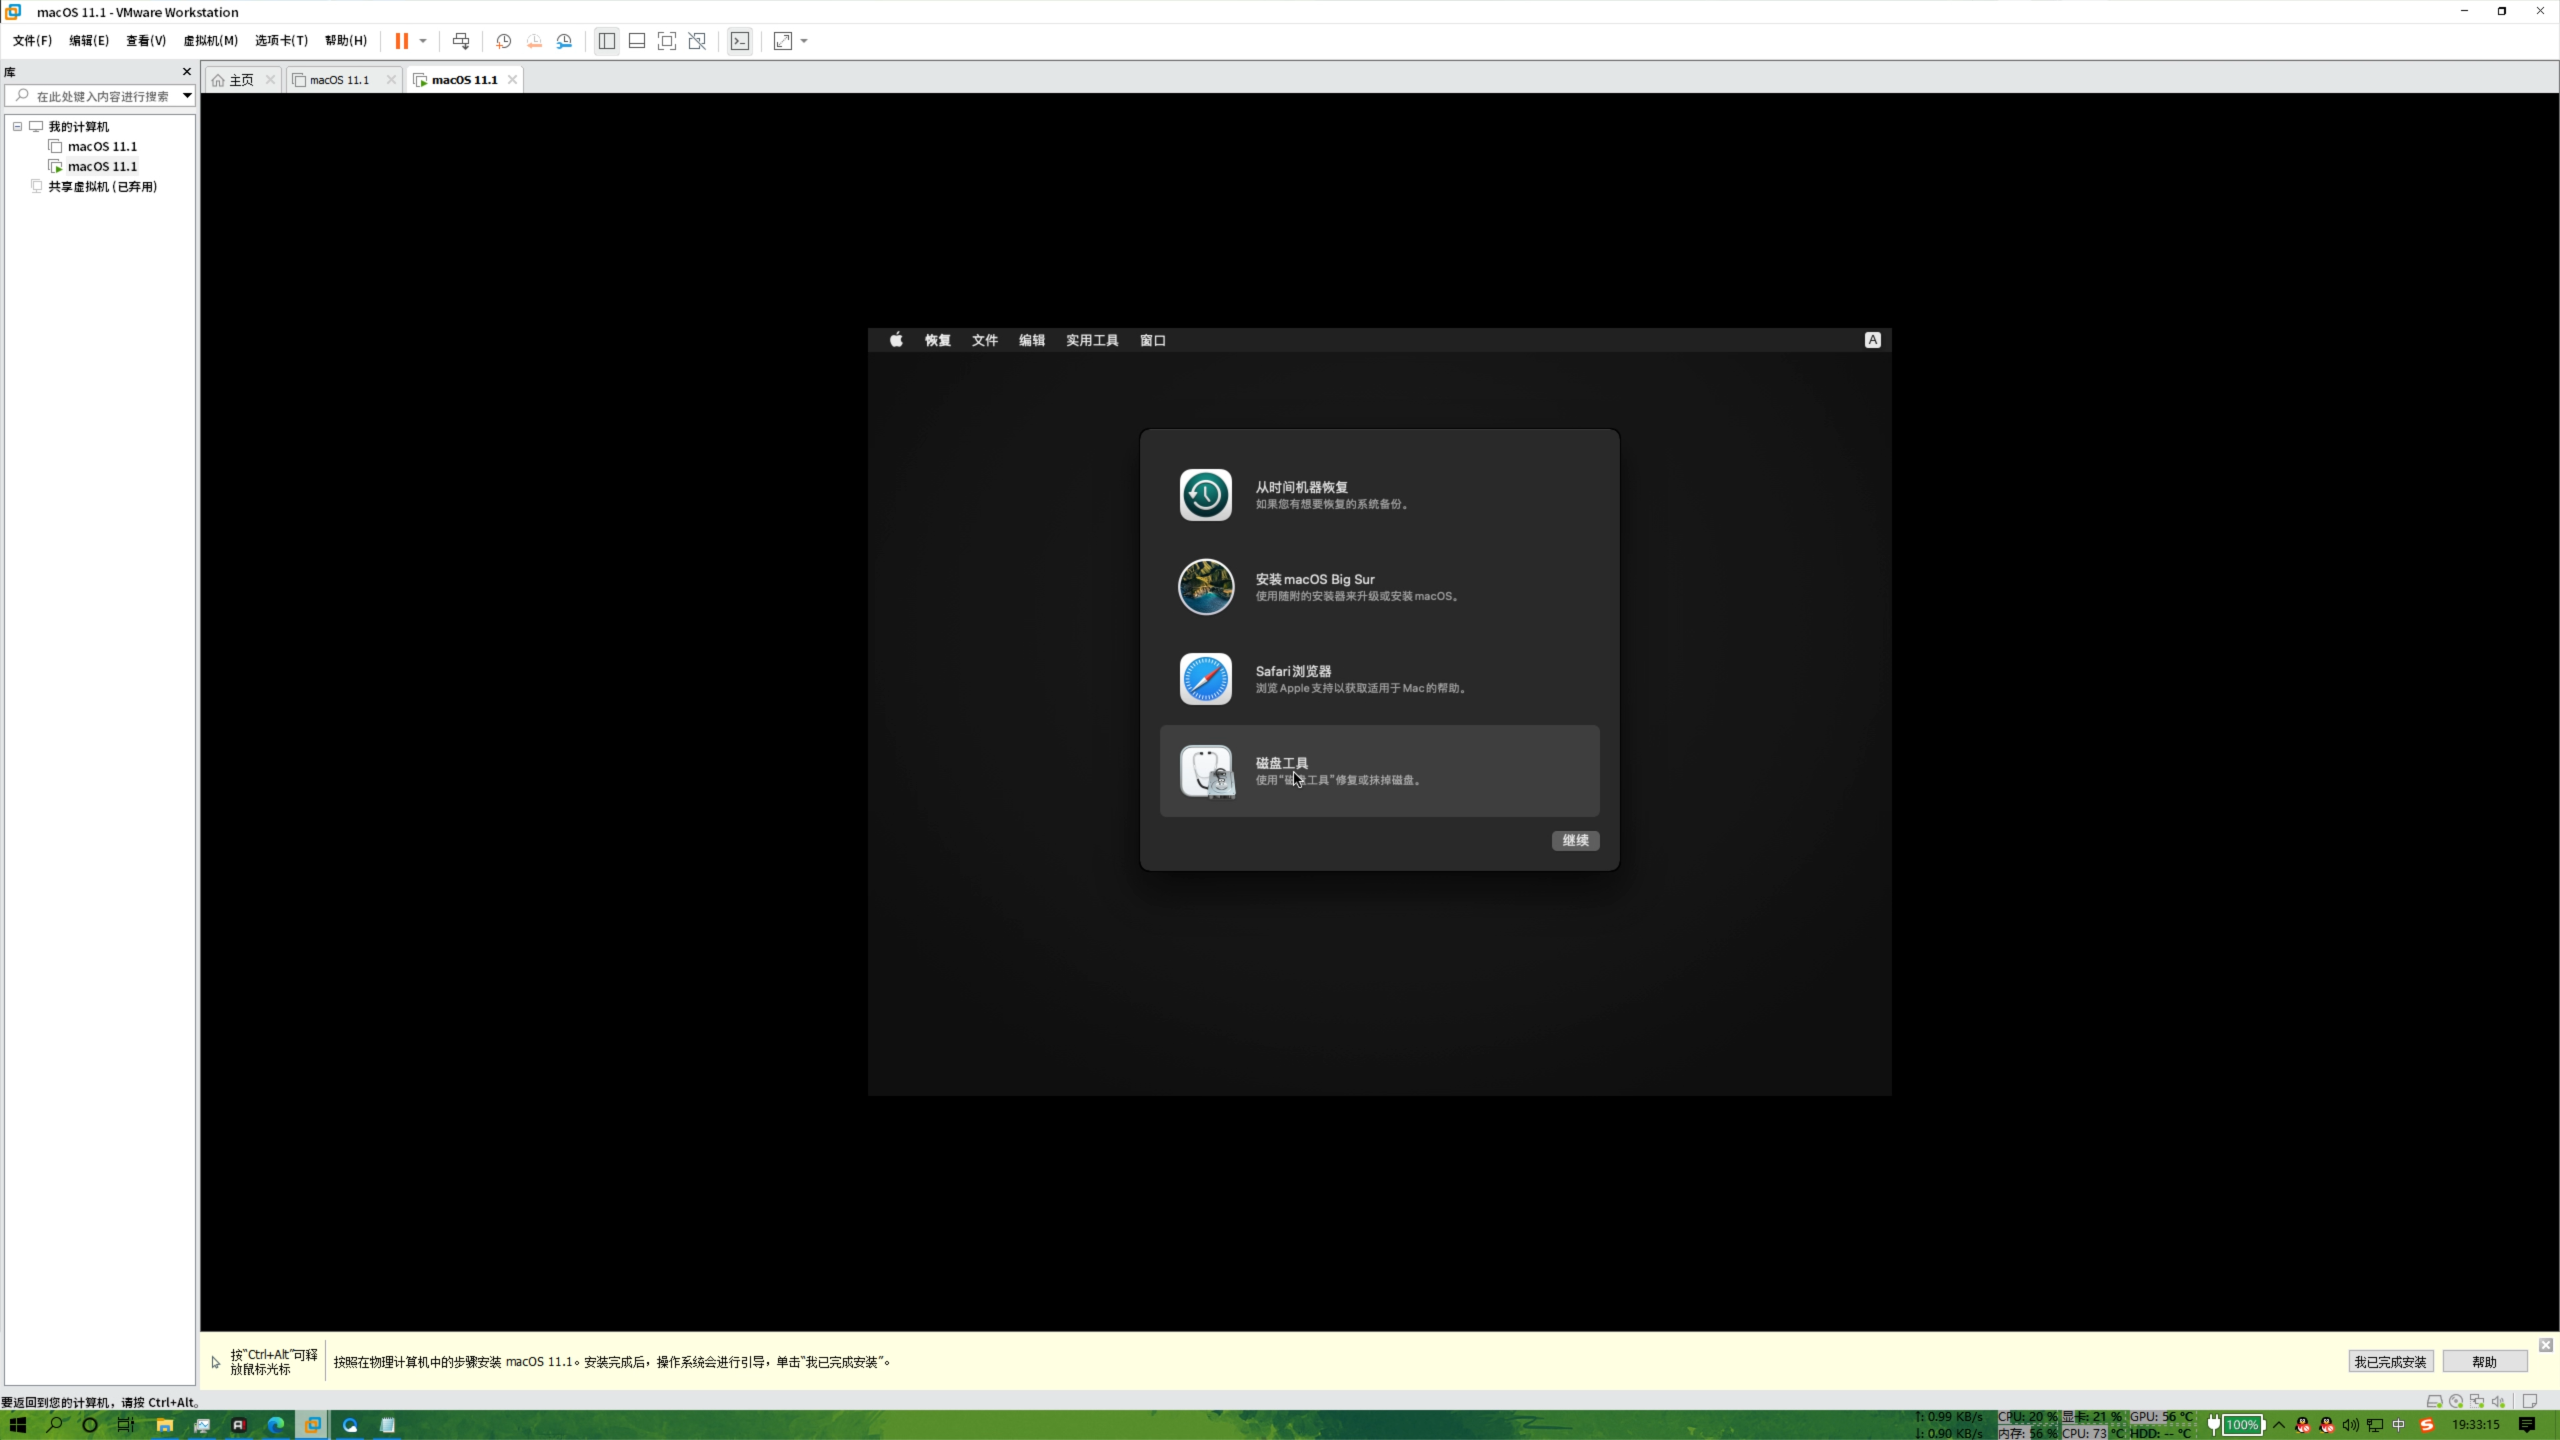 macOS 11.1 - VMware Workstation
文件(F) 编辑(E) 查看(V) 虚拟机(M) 选项卡(T) 帮助(H)
库
在此处键入内容进行搜索
主页
macOS 11.1
macOS 11.1
我的计算机
macOS 11.1
macOS 11.1
共享虚拟机 (已弃用)
恢复 文件 编辑 实用工具 窗口
A
从时间机器恢复
如果您有想要恢复的系统备份。
安装 macOS Big Sur
使用随附的安装器来升级或安装 macOS。
Safari 浏览器
浏览 Apple 支持以获取适用于 Mac 的帮助。
磁盘工具
使用“磁盘工具”修复或抹掉磁盘。
继续
按"Ctrl+Alt"可释
放鼠标光标
按照在物理计算机中的步骤安装 macOS 11.1。安装完成后，操作系统会进行引导，单击“我已完成安装”。
我已完成安装
帮助
要返回到您的计算机，请按 Ctrl+Alt。
↑: 0.99 KB/s CPU: 20 % 显卡: 21 % GPU: 56 °C
↓: 0.90 KB/s 内存: 56 % CPU: 73 °C HDD: -- °C
100%
中
19:33:15